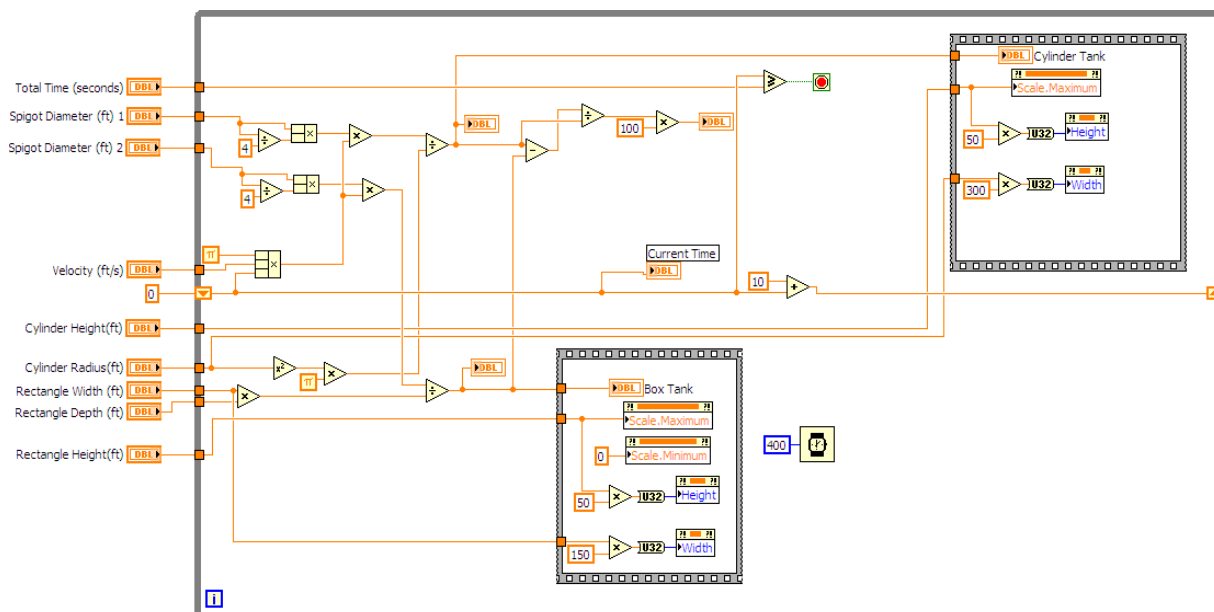 Total Time (seconds) DBL
Spigot Diameter (ft) 1 DBL
Spigot Diameter (ft) 2 DBL
4
÷
×
×
÷
DBL
4
÷
×
×
−
÷
100
×
DBL
≥
π
×
Velocity (ft/s) DBL
0
Current Time
DBL
10
+
Cylinder Height(ft) DBL
Cylinder Radius(ft) DBL
x²
π
×
Rectangle Width (ft) DBL
Rectangle Depth (ft) DBL
×
÷
DBL
Rectangle Height(ft) DBL
DBL Cylinder Tank
?! ?!
Scale.Maximum
50
×
U32
?! ?!
Height
300
×
U32
?! ?!
Width
DBL Box Tank
?! ?!
Scale.Maximum
?! ?!
0
Scale.Minimum
50
×
U32
?! ?!
Height
150
×
U32
?! ?!
Width
400
i